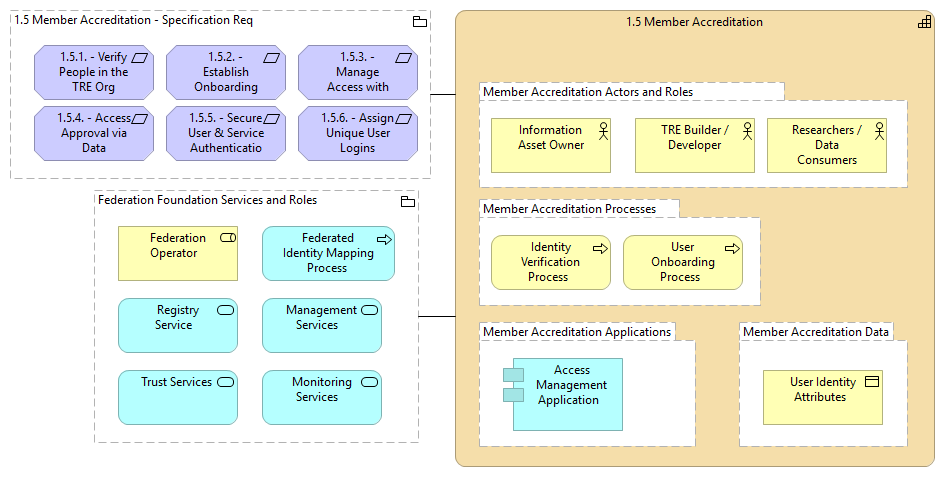 1.5 Member Accreditation - Specification Req
1.5.1. - Verify
People in the
TRE Org
1.5.2. -
Establish
Onboarding
1.5.3. -
Manage
Access with
1.5.4. - Access
Approval via
Data
1.5.5. - Secure
User & Service
Authenticatio
1.5.6. - Assign
Unique User
Logins
Federation Foundation Services and Roles
Federation
Operator
Federated
Identity Mapping
Process
Registry
Service
Management
Services
Trust Services
Monitoring
Services
1.5 Member Accreditation
Member Accreditation Actors and Roles
Information
Asset Owner
TRE Builder /
Developer
Researchers /
Data
Consumers
Member Accreditation Processes
Identity
Verification
Process
User
Onboarding
Process
Member Accreditation Applications
Access
Management
Application
Member Accreditation Data
User Identity
Attributes